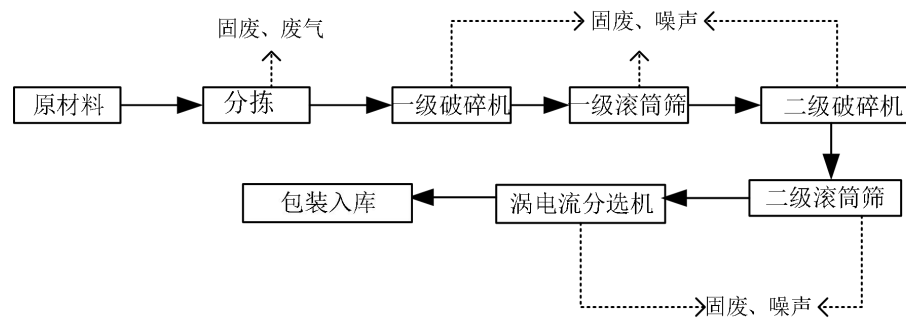 固废、废气
固废、噪声
原材料
分拣
一级破碎机
一级滚筒筛
二级破碎机
二级滚筒筛
涡电流分选机
包装入库
固废、噪声